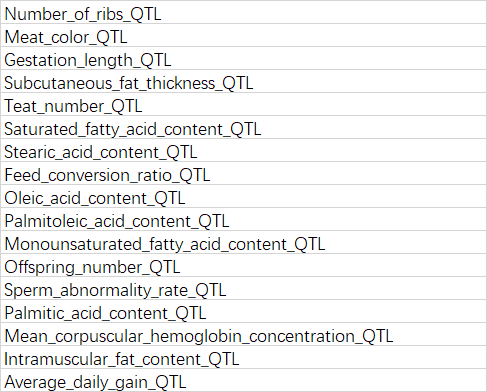 Number_of_ribs_QTL
Meat_color_QTL
Gestation_length_QTL
Subcutaneous_fat_thickness_QTL
Teat_number_QTL
Saturated_fatty_acid_content_QTL
Stearic_acid_content_QTL
Feed_conversion_ratio_QTL
Oleic_acid_content_QTL
Palmitoleic_acid_content_QTL
Monounsaturated_fatty_acid_content_QTL
Offspring_number_QTL
Sperm_abnormality_rate_QTL
Palmitic_acid_content_QTL
Mean_corpuscular_hemoglobin_concentration_QTL
Intramuscular_fat_content_QTL
Average_daily_gain_QTL